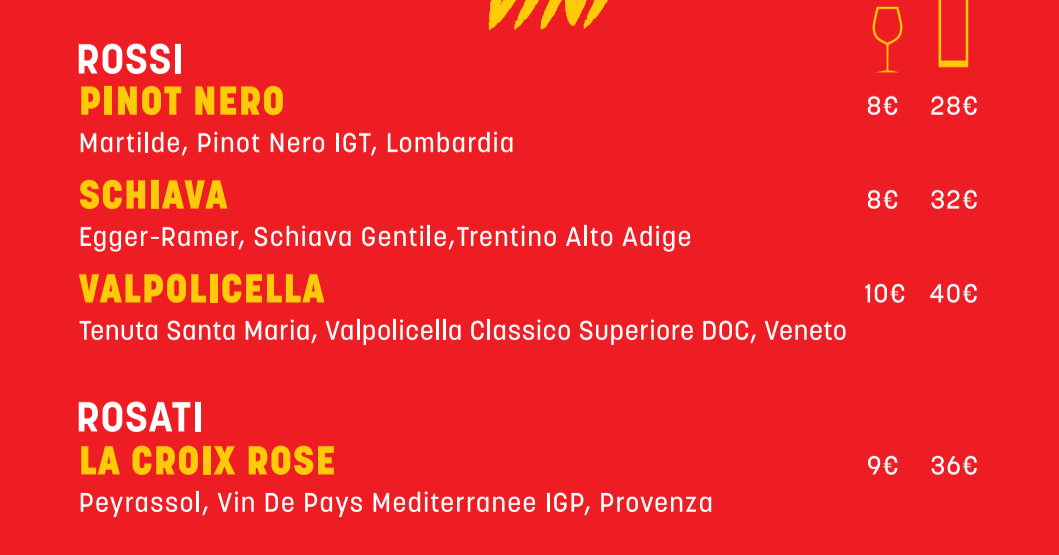 VINI
ROSSI
PINOT NERO 8€ 28€
Martilde, Pinot Nero IGT, Lombardia
SCHIAVA 8€ 32€
Egger-Ramer, Schiava Gentile,Trentino Alto Adige
VALPOLICELLA 10€ 40€
Tenuta Santa Maria, Valpolicella Classico Superiore DOC, Veneto
ROSATI
LA CROIX ROSE 9€ 36€
Peyrassol, Vin De Pays Mediterranee IGP, Provenza